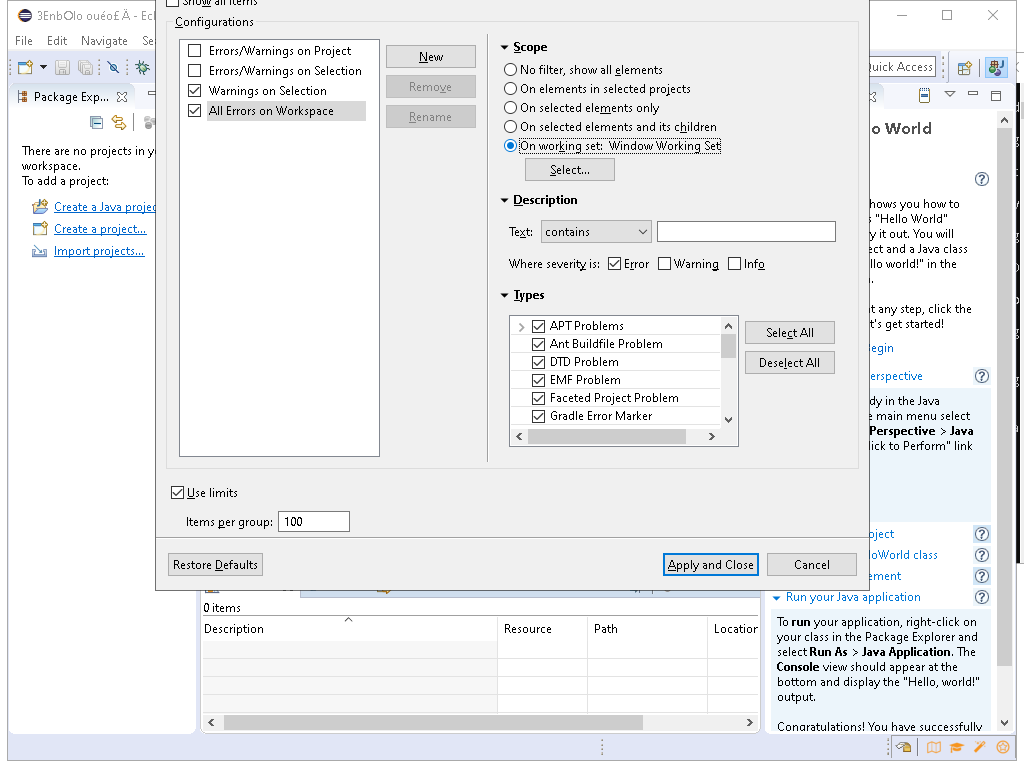 Show all items
3EnbOlo ouéo£Ä - Ecl
File Edit Navigate Se
Quick Access
Package Exp...
There are no projects in y
workspace.
To add a project:
Create a Java projec
Create a project...
Import projects...
Configurations
Errors/Warnings on Project
Errors/Warnings on Selection
Warnings on Selection
All Errors on Workspace
New
Remove
Rename
Scope
No filter, show all elements
On elements in selected projects
On selected elements only
On selected elements and its children
On working set: Window Working Set
Select...
Description
Text: contains
Where severity is: Error Warning Info
Types
APT Problems
Ant Buildfile Problem
DTD Problem
EMF Problem
Faceted Project Problem
Gradle Error Marker
Select All
Deselect All
Use limits
Items per group: 100
Restore Defaults
Apply and Close
Cancel
lo World
hows you how to
s "Hello World"
y it out. You will
ect and a Java class
llo world!" in the
t any step, click the
t's get started!
egin
erspective
dy in the Java
e main menu select
Perspective > Java
lick to Perform" link
oject
loWorld class
ement
Run your Java application
To run your application, right-click on
your class in the Package Explorer and
select Run As > Java Application. The
Console view should appear at the
bottom and display the "Hello, world!"
output.
Congratulations! You have successfully
0 items
Description Resource Path Location